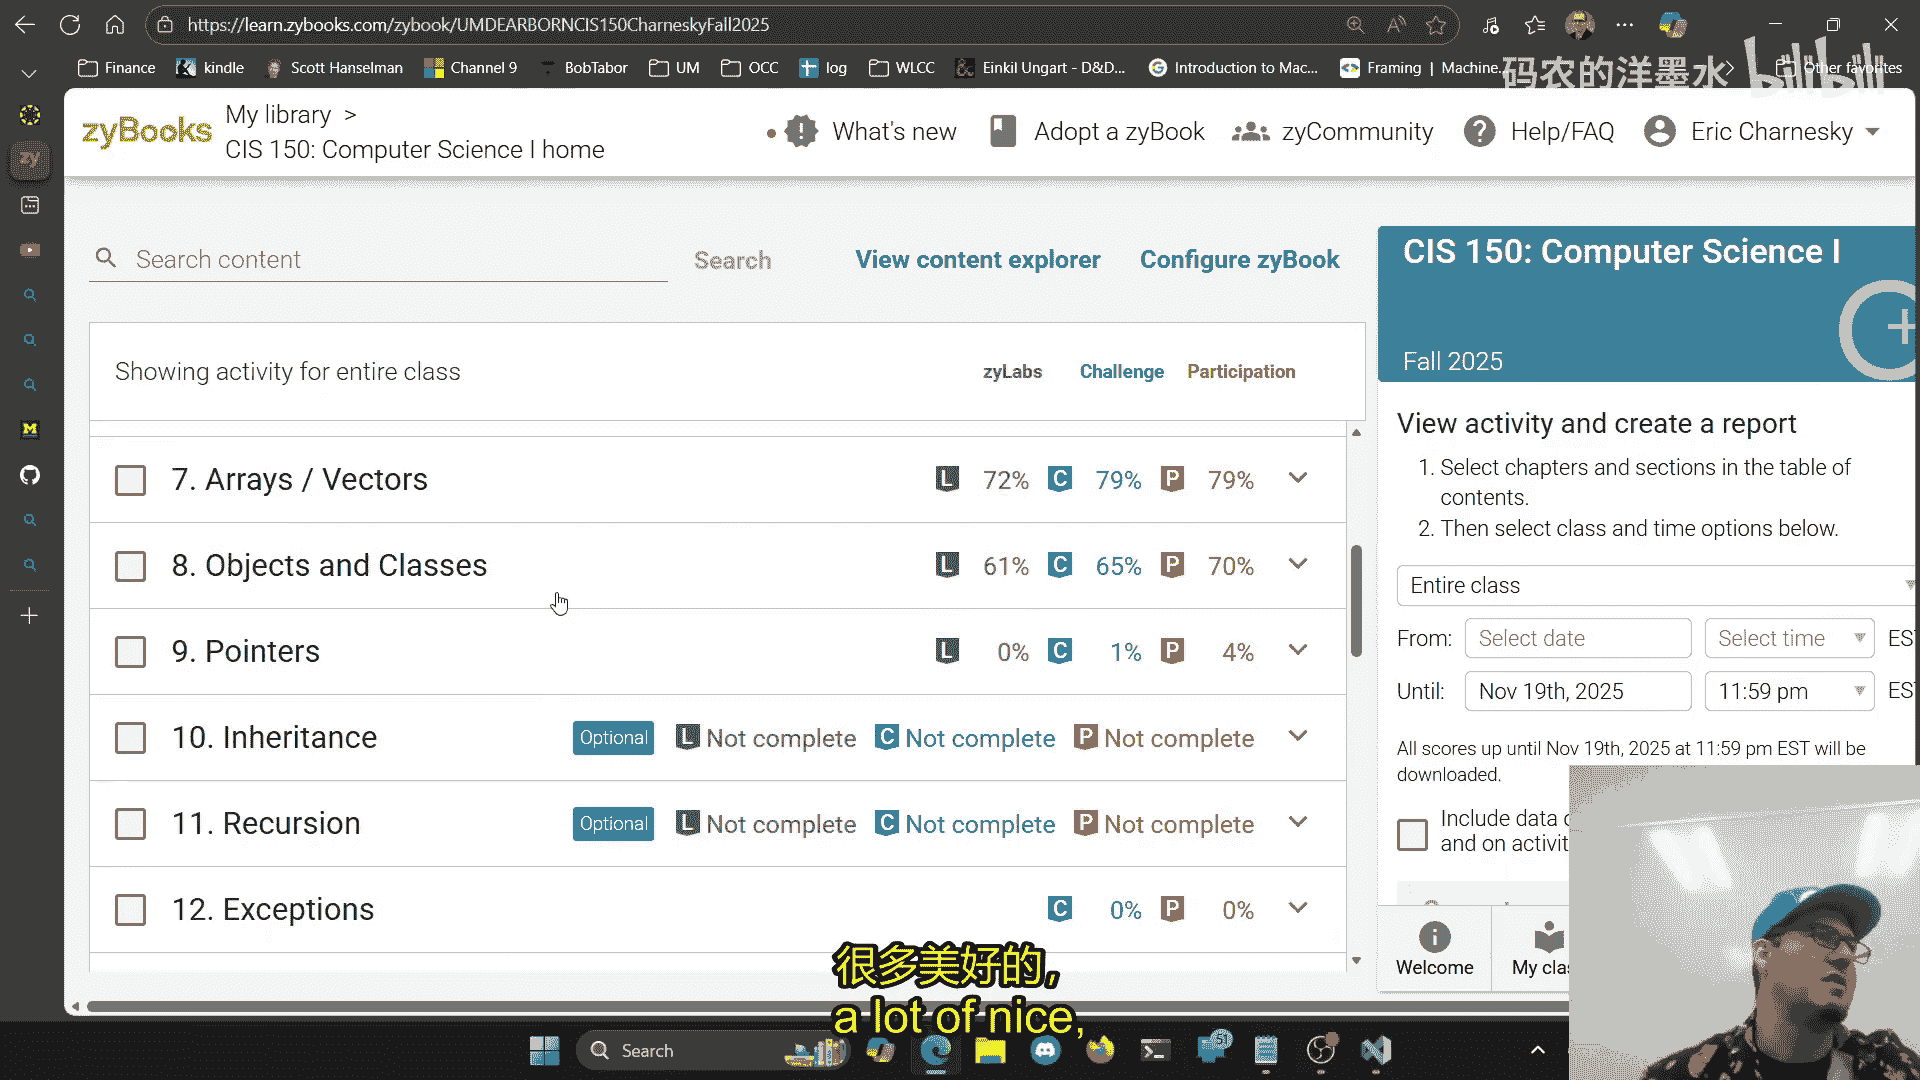 https://learn.zybooks.com/zybook/UMDEARBORNCIS150CharneskyFall2025
Finance
kindle
Scott Hanselman
Channel 9
BobTabor
UM
OCC
log
WLCC
Einkil Ungart - D&D...
Introduction to Mac...
Framing | Machine...
Other favorites
码农的洋墨水
bilibili
zyBooks
My library >
CIS 150: Computer Science I home
What's new
Adopt a zyBook
zyCommunity
Help/FAQ
Eric Charnesky
zy
Search content
Search
View content explorer
Configure zyBook
Showing activity for entire class
zyLabs
Challenge
Participation
7. Arrays / Vectors
L 72% C 79% P 79%
8. Objects and Classes
L 61% C 65% P 70%
9. Pointers
L 0% C 1% P 4%
10. Inheritance
Optional
L Not complete C Not complete P Not complete
11. Recursion
Optional
L Not complete C Not complete P Not complete
12. Exceptions
C 0% P 0%
CIS 150: Computer Science I
Fall 2025
View activity and create a report
1. Select chapters and sections in the table of
contents.
2. Then select class and time options below.
Entire class
From: Select date Select time EST
Until: Nov 19th, 2025 11:59 pm EST
All scores up until Nov 19th, 2025 at 11:59 pm EST will be
downloaded.
Include data
and on activit
Welcome
My cla
很多美好的，
a lot of nice,
Search